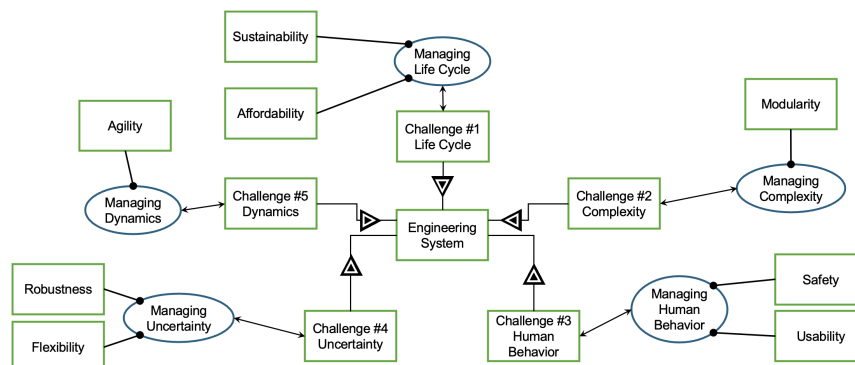 Sustainability
Managing
Life Cycle
Affordability
Modularity
Agility
Challenge #1
Life Cycle
Managing
Dynamics
Challenge #5
Dynamics
Challenge #2
Complexity
Managing
Complexity
Engineering
System
Robustness
Managing
Uncertainty
Flexibility
Challenge #4
Uncertainty
Challenge #3
Human
Behavior
Managing
Human
Behavior
Safety
Usability